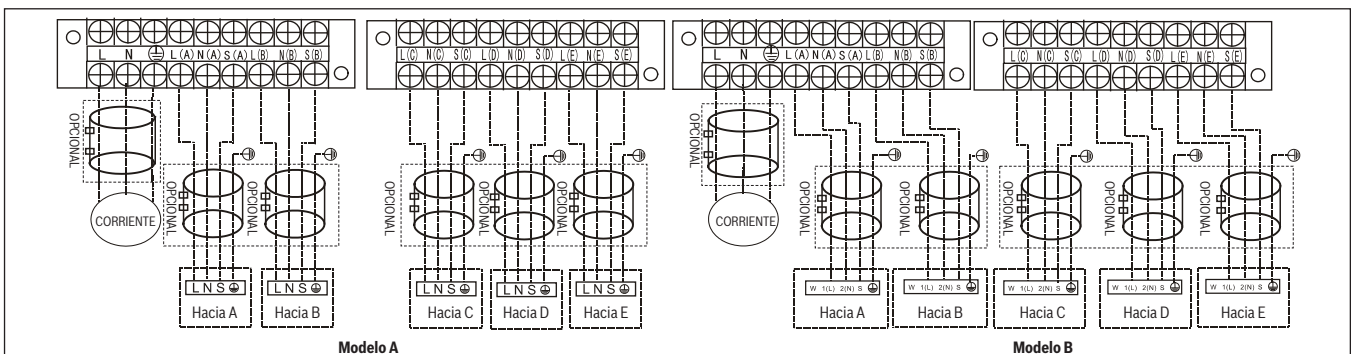 L N L(A) N(A) S(A) L(B) N(B) S(B)
L(C) N(C) S(C) L(D) N(D) S(D) L(E) N(E) S(E)
L N L(A) N(A) S(A) L(B) N(B) S(B)
L(C) N(C) S(C) L(D) N(D) S(D) L(E) N(E) S(E)
OPCIONAL
CORRIENTE
OPCIONAL
OPCIONAL
OPCIONAL
OPCIONAL
OPCIONAL
OPCIONAL
CORRIENTE
OPCIONAL
OPCIONAL
OPCIONAL
OPCIONAL
OPCIONAL
L N S
Hacia A
L N S
Hacia B
L N S
Hacia C
L N S
Hacia D
L N S
Hacia E
W 1(L) 2(N) S
Hacia A
W 1(L) 2(N) S
Hacia B
W 1(L) 2(N) S
Hacia C
W 1(L) 2(N) S
Hacia D
W 1(L) 2(N) S
Hacia E
Modelo A
Modelo B